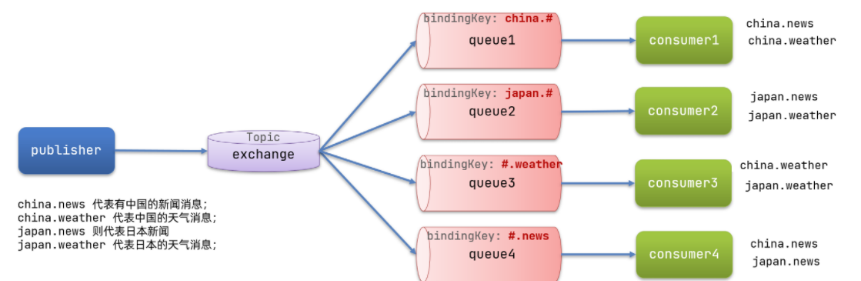 bindingKey: china.#
queue1
consumer1
china.news
china.weather
bindingKey: japan.#
queue2
consumer2
japan.news
japan.weather
publisher
Topic
exchange
bindingKey: #.weather
queue3
consumer3
china.weather
japan.weather
china.news 代表有中国的新闻消息;
china.weather 代表中国的天气消息;
japan.news 则代表日本新闻
japan.weather 代表日本的天气消息;
bindingKey: #.news
queue4
consumer4
china.news
japan.news